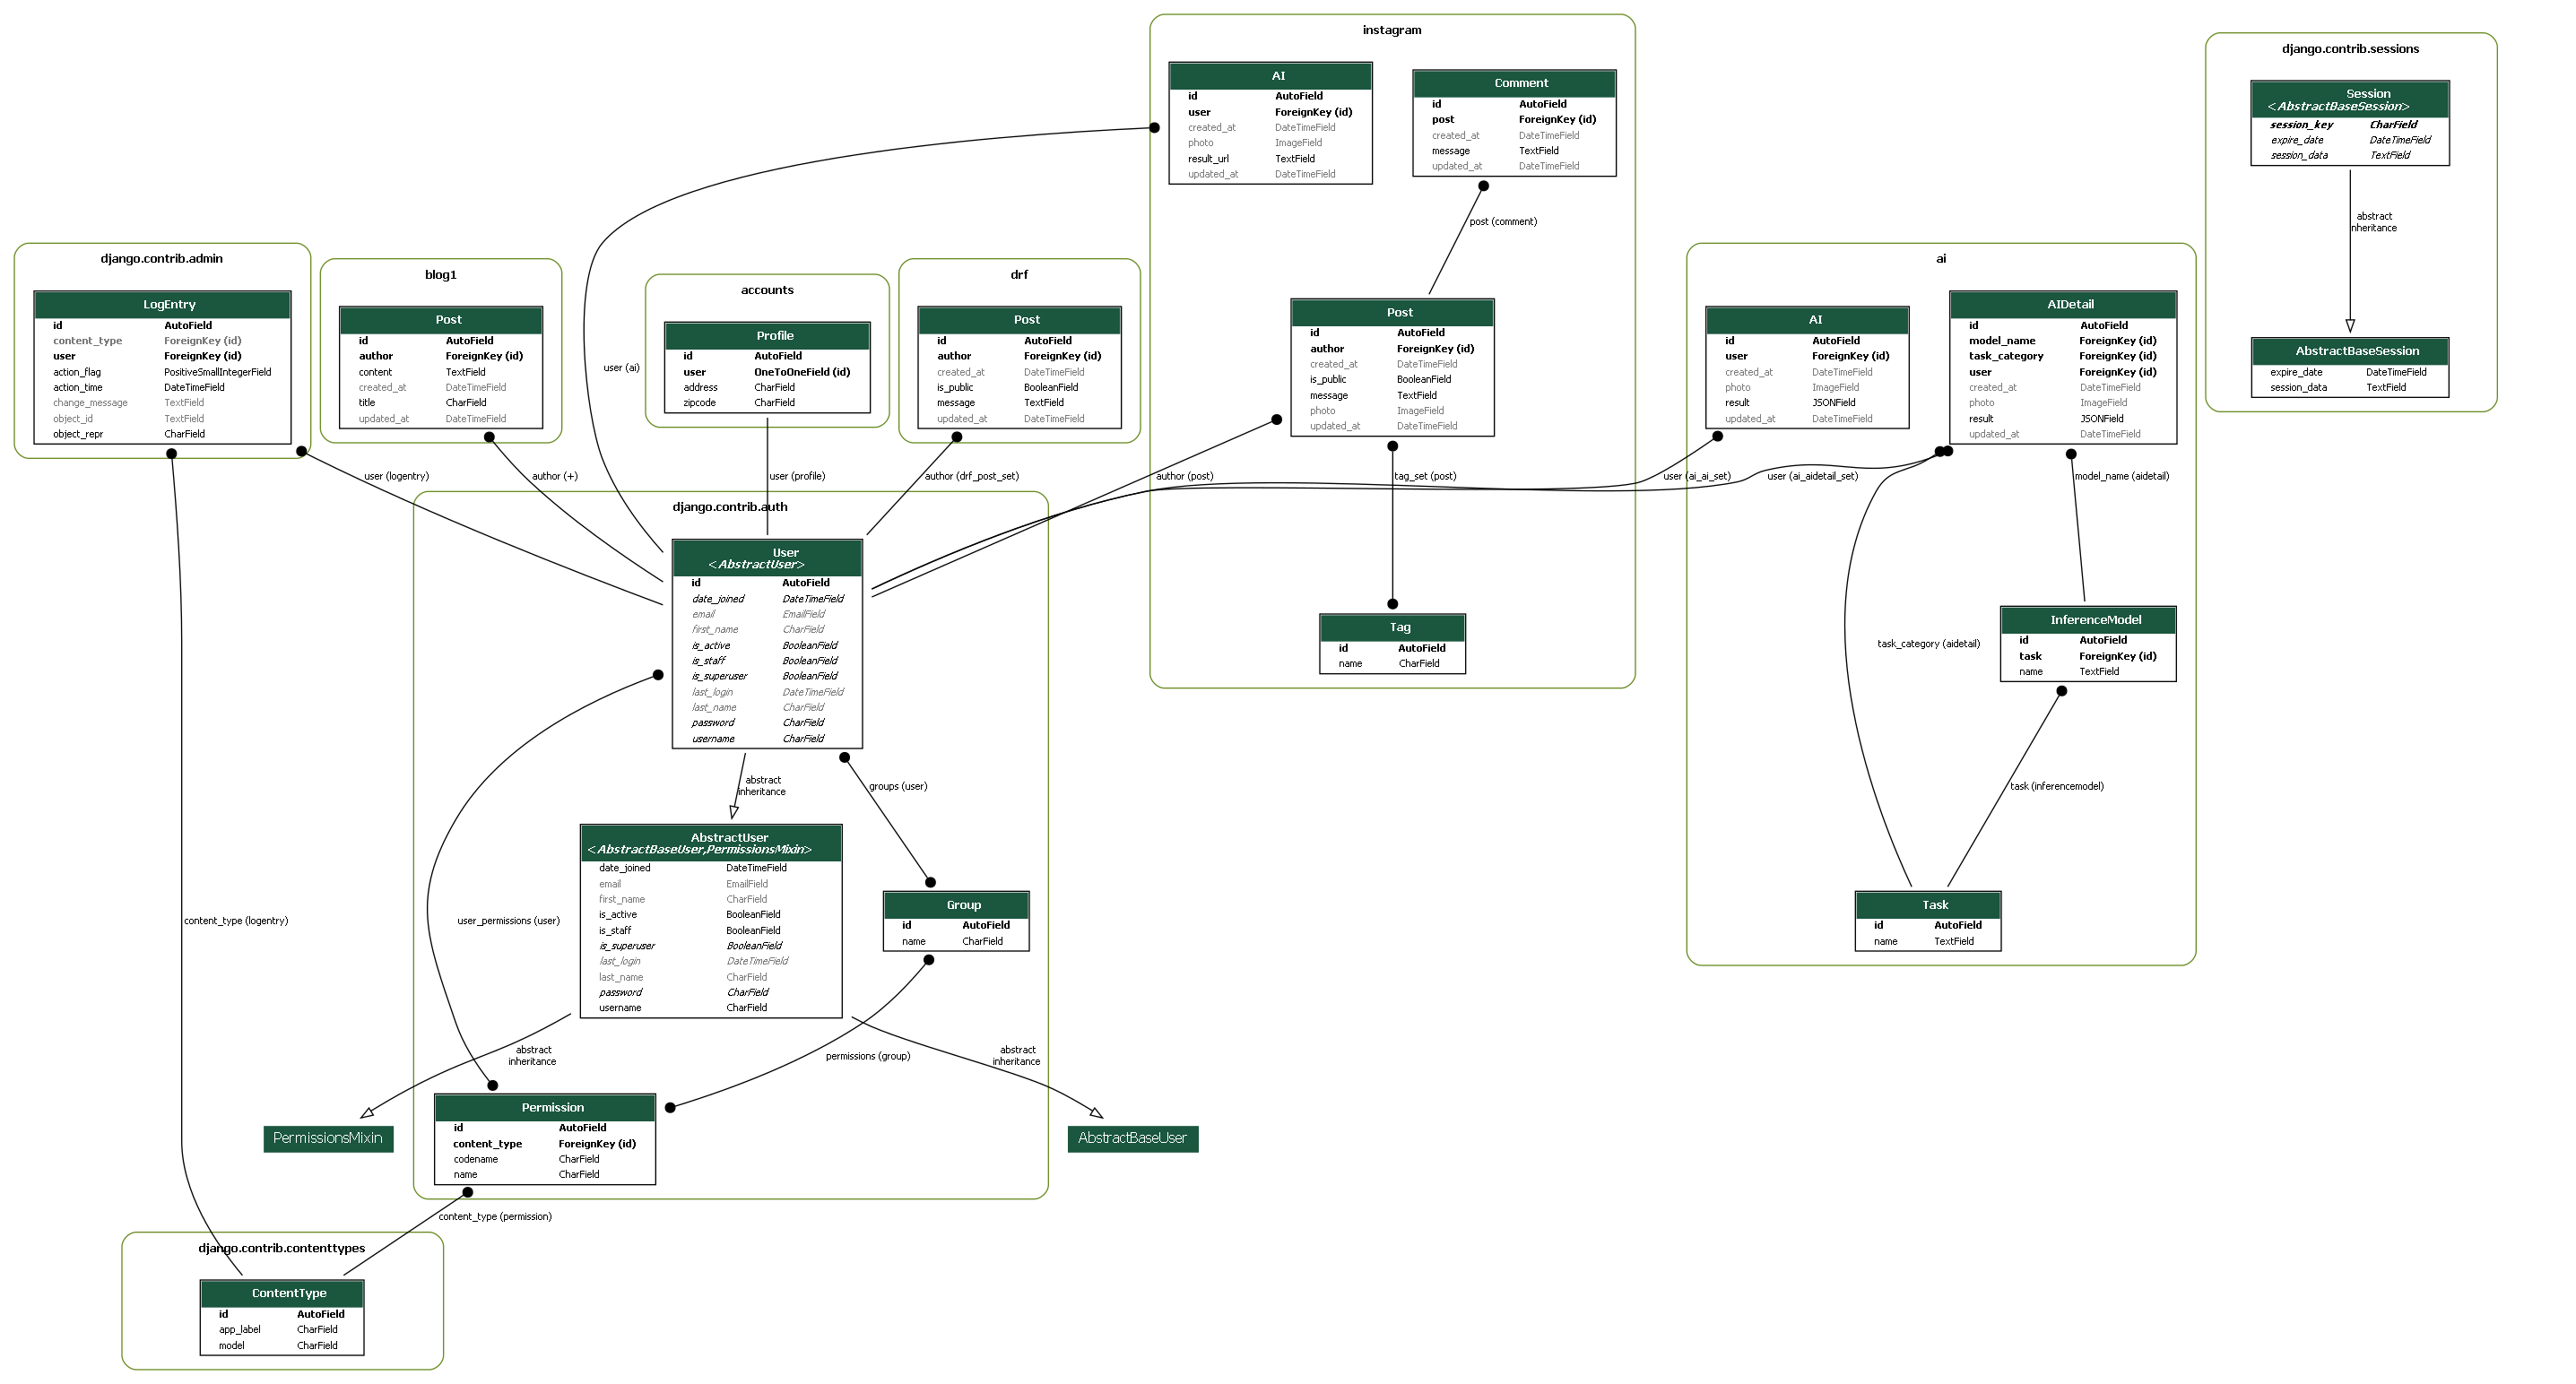 instagram
AI
id AutoField
user ForeignKey (id)
created_at DateTimeField
photo ImageField
result_url TextField
updated_at DateTimeField
Comment
id AutoField
post ForeignKey (id)
created_at DateTimeField
message TextField
updated_at DateTimeField
post (comment)
Post
id AutoField
author ForeignKey (id)
created_at DateTimeField
is_public BooleanField
message TextField
photo ImageField
updated_at DateTimeField
author (post)
tag_set (post)
Tag
id AutoField
name CharField
django.contrib.sessions
Session
<AbstractBaseSession>
session_key CharField
expire_date DateTimeField
session_data TextField
abstract
inheritance
AbstractBaseSession
expire_date DateTimeField
session_data TextField
django.contrib.admin
LogEntry
id AutoField
content_type ForeignKey (id)
user ForeignKey (id)
action_flag PositiveSmallIntegerField
action_time DateTimeField
change_message TextField
object_id TextField
object_repr CharField
user (logentry)
blog1
Post
id AutoField
author ForeignKey (id)
content TextField
created_at DateTimeField
title CharField
updated_at DateTimeField
author (+)
user (ai)
accounts
Profile
id AutoField
user OneToOneField (id)
address CharField
zipcode CharField
user (profile)
drf
Post
id AutoField
author ForeignKey (id)
created_at DateTimeField
is_public BooleanField
message TextField
updated_at DateTimeField
author (drf_post_set)
ai
AI
id AutoField
user ForeignKey (id)
created_at DateTimeField
photo ImageField
result JSONField
updated_at DateTimeField
AIDetail
id AutoField
model_name ForeignKey (id)
task_category ForeignKey (id)
user ForeignKey (id)
created_at DateTimeField
photo ImageField
result JSONField
updated_at DateTimeField
user (ai_ai_set)
user (ai_aidetail_set)
model_name (aidetail)
InferenceModel
id AutoField
task ForeignKey (id)
name TextField
task_category (aidetail)
task (inferencemodel)
Task
id AutoField
name TextField
django.contrib.auth
User
<AbstractUser>
id AutoField
date_joined DateTimeField
email EmailField
first_name CharField
is_active BooleanField
is_staff BooleanField
is_superuser BooleanField
last_login DateTimeField
last_name CharField
password CharField
username CharField
abstract
inheritance
groups (user)
AbstractUser
<AbstractBaseUser,PermissionsMixin>
date_joined DateTimeField
email EmailField
first_name CharField
is_active BooleanField
is_staff BooleanField
is_superuser BooleanField
last_login DateTimeField
last_name CharField
password CharField
username CharField
Group
id AutoField
name CharField
content_type (logentry)
user_permissions (user)
abstract
inheritance
permissions (group)
abstract
inheritance
PermissionsMixin
Permission
id AutoField
content_type ForeignKey (id)
codename CharField
name CharField
AbstractBaseUser
content_type (permission)
django.contrib.contenttypes
ContentType
id AutoField
app_label CharField
model CharField